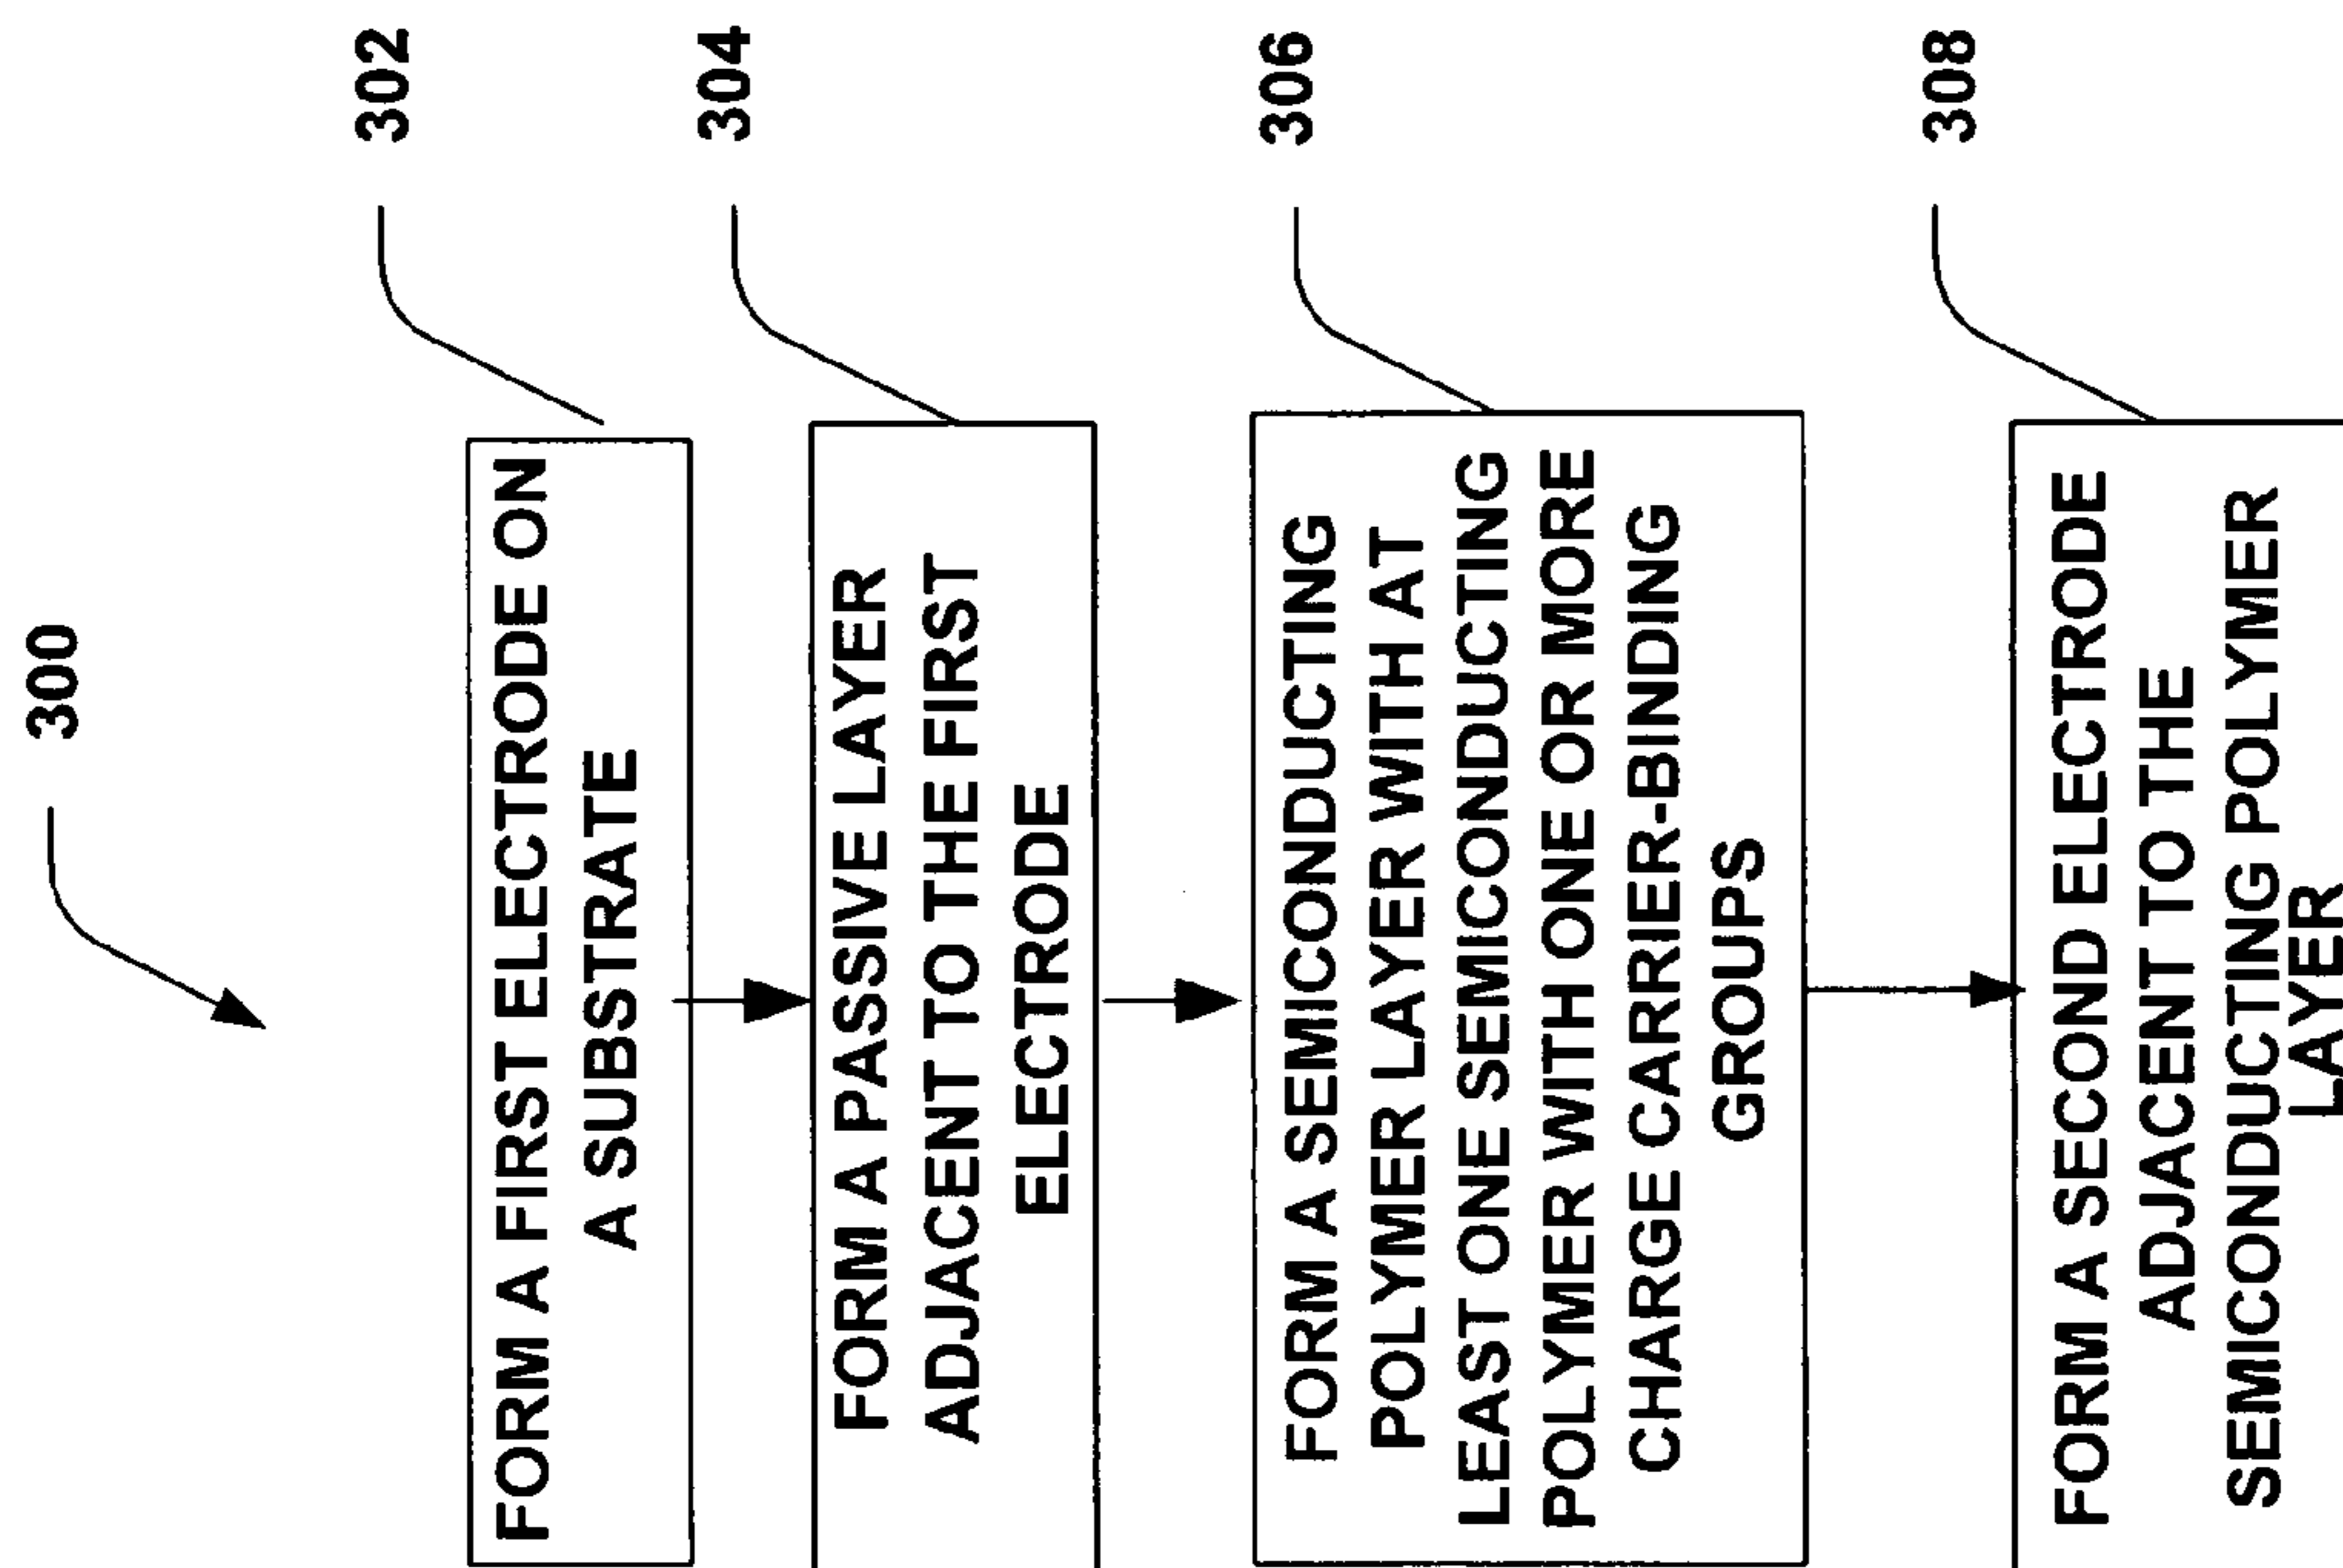 300
302
FORM A FIRST ELECTRODE ON
A SUBSTRATE
304
FORM A PASSIVE LAYER
ADJACENT TO THE FIRST
ELECTRODE
306
FORM A SEMICONDUCTING
POLYMER LAYER WITH AT
LEAST ONE SEMICONDUCTING
POLYMER WITH ONE OR MORE
CHARGE CARRIER-BINDING
GROUPS
308
FORM A SECOND ELECTRODE
ADJACENT TO THE
SEMICONDUCTING POLYMER
LAYER